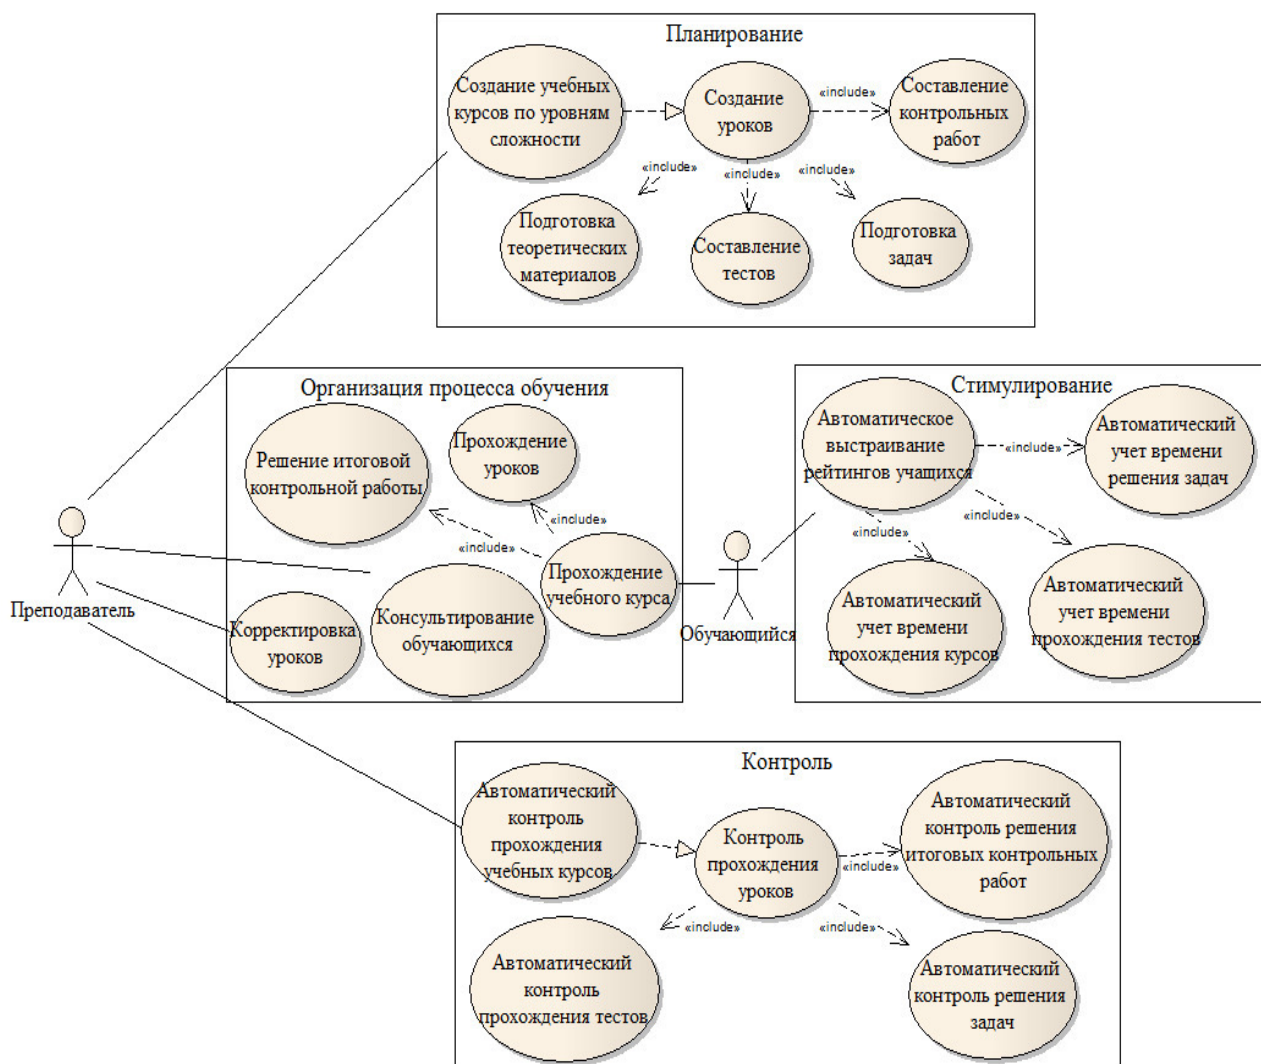 Планирование
Создание учебных
курсов по уровням
сложности
Создание
уроков
«include»
Составление
контрольных
работ
«include»
«include»
«include»
Подготовка
теоретических
материалов
Составление
тестов
Подготовка
задач
Организация процесса обучения
Решение итоговой
контрольной работы
Прохождение
уроков
«include»
«include»
Прохождение
учебного курса
Консультирование
обучающихся
Корректировка
уроков
Преподаватель
Обучающийся
Стимулирование
Автоматическое
выстраивание
рейтингов учащихся
«include»
Автоматический
учет времени
решения задач
«include»
«include»
Автоматический
учет времени
прохождения курсов
Автоматический
учет времени
прохождения тестов
Контроль
Автоматический
контроль
прохождения
учебных курсов
Контроль
прохождения
уроков
«include»
Автоматический
контроль решения
итоговых контрольных
работ
«include»
«include»
Автоматический
контроль
прохождения тестов
Автоматический
контроль решения
задач